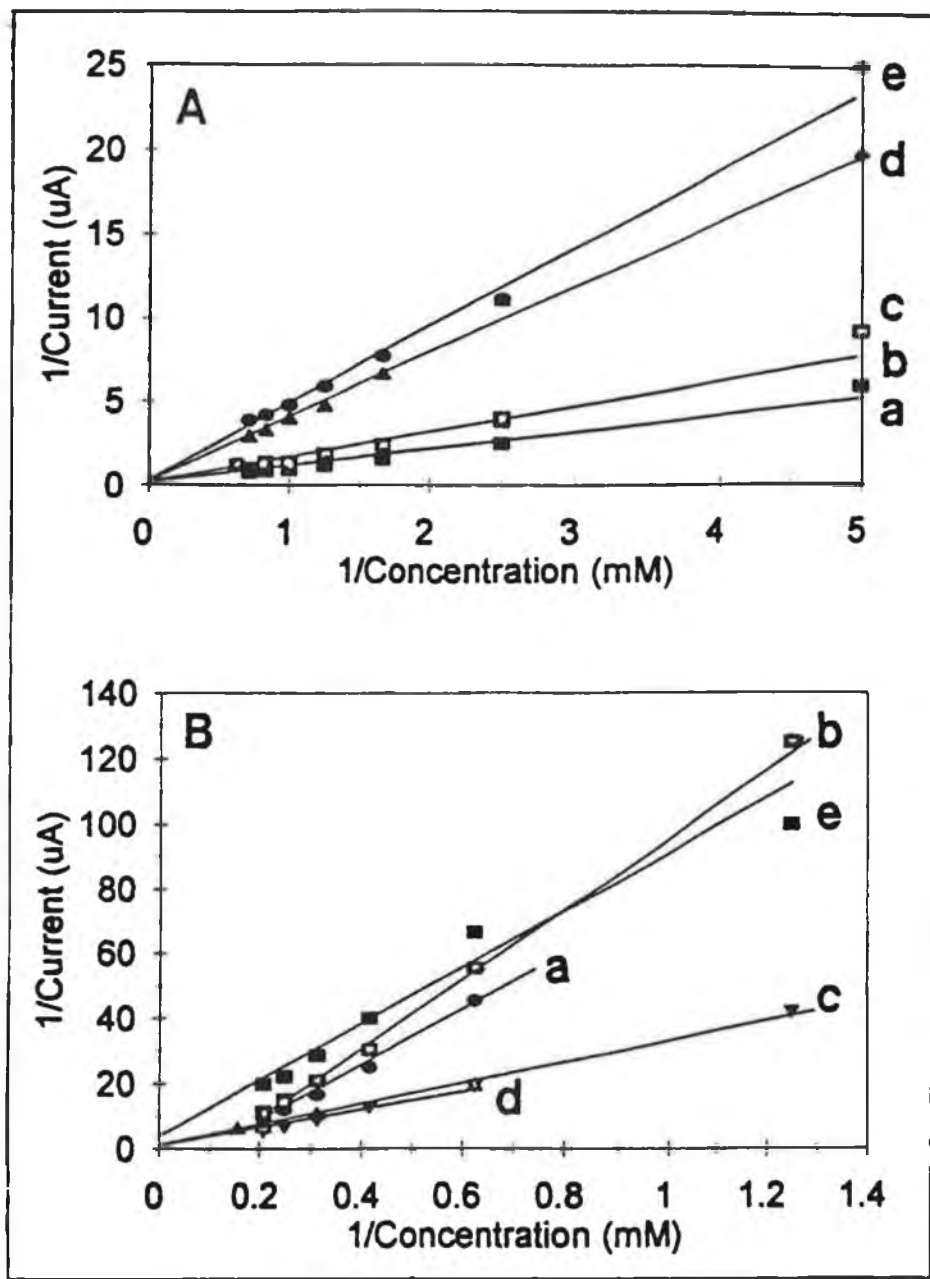 A
25
20
15
10
5
0
1/Current (uA)
0 1 2 3 4 5
1/Concentration (mM)
e
d
c
b
a
B
140
120
100
80
60
40
20
0
1/Current (uA)
0 0.2 0.4 0.6 0.8 1 1.2 1.4
1/Concentration (mM)
b
e
a
c
d